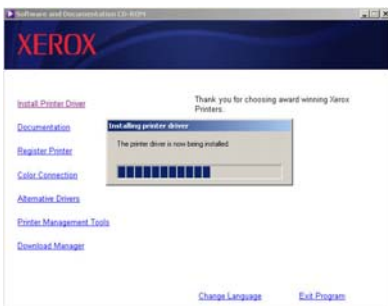 Software and Documentation CD-ROM
XEROX
Install Printer Driver
Thank you for choosing award winning Xerox
Printers.
Documentation
Installing printer driver
The printer driver is now being installed
Register Printer
Color Connection
Alternative Drivers
Printer Management Tools
Download Manager
Change Language
Exit Program